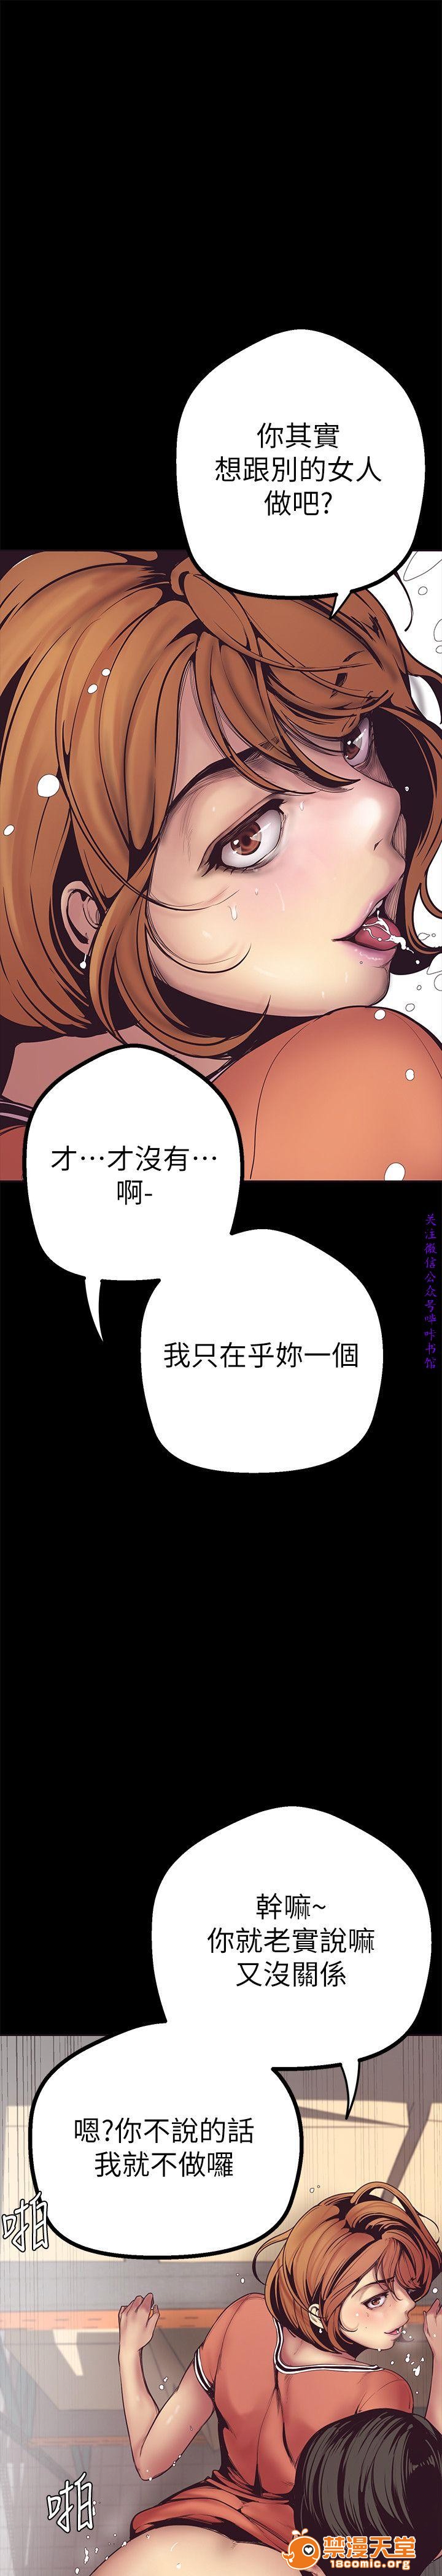 你其實
想跟別的女人
做吧?
才⋯才沒有⋯
啊-
我只在乎妳一個
关注微信公众号哔咔书馆
幹嘛~
你就老實說嘛
又沒關係
嗯?你不說的話
我就不做囉
啪
啪
禁漫天堂
18comic.org